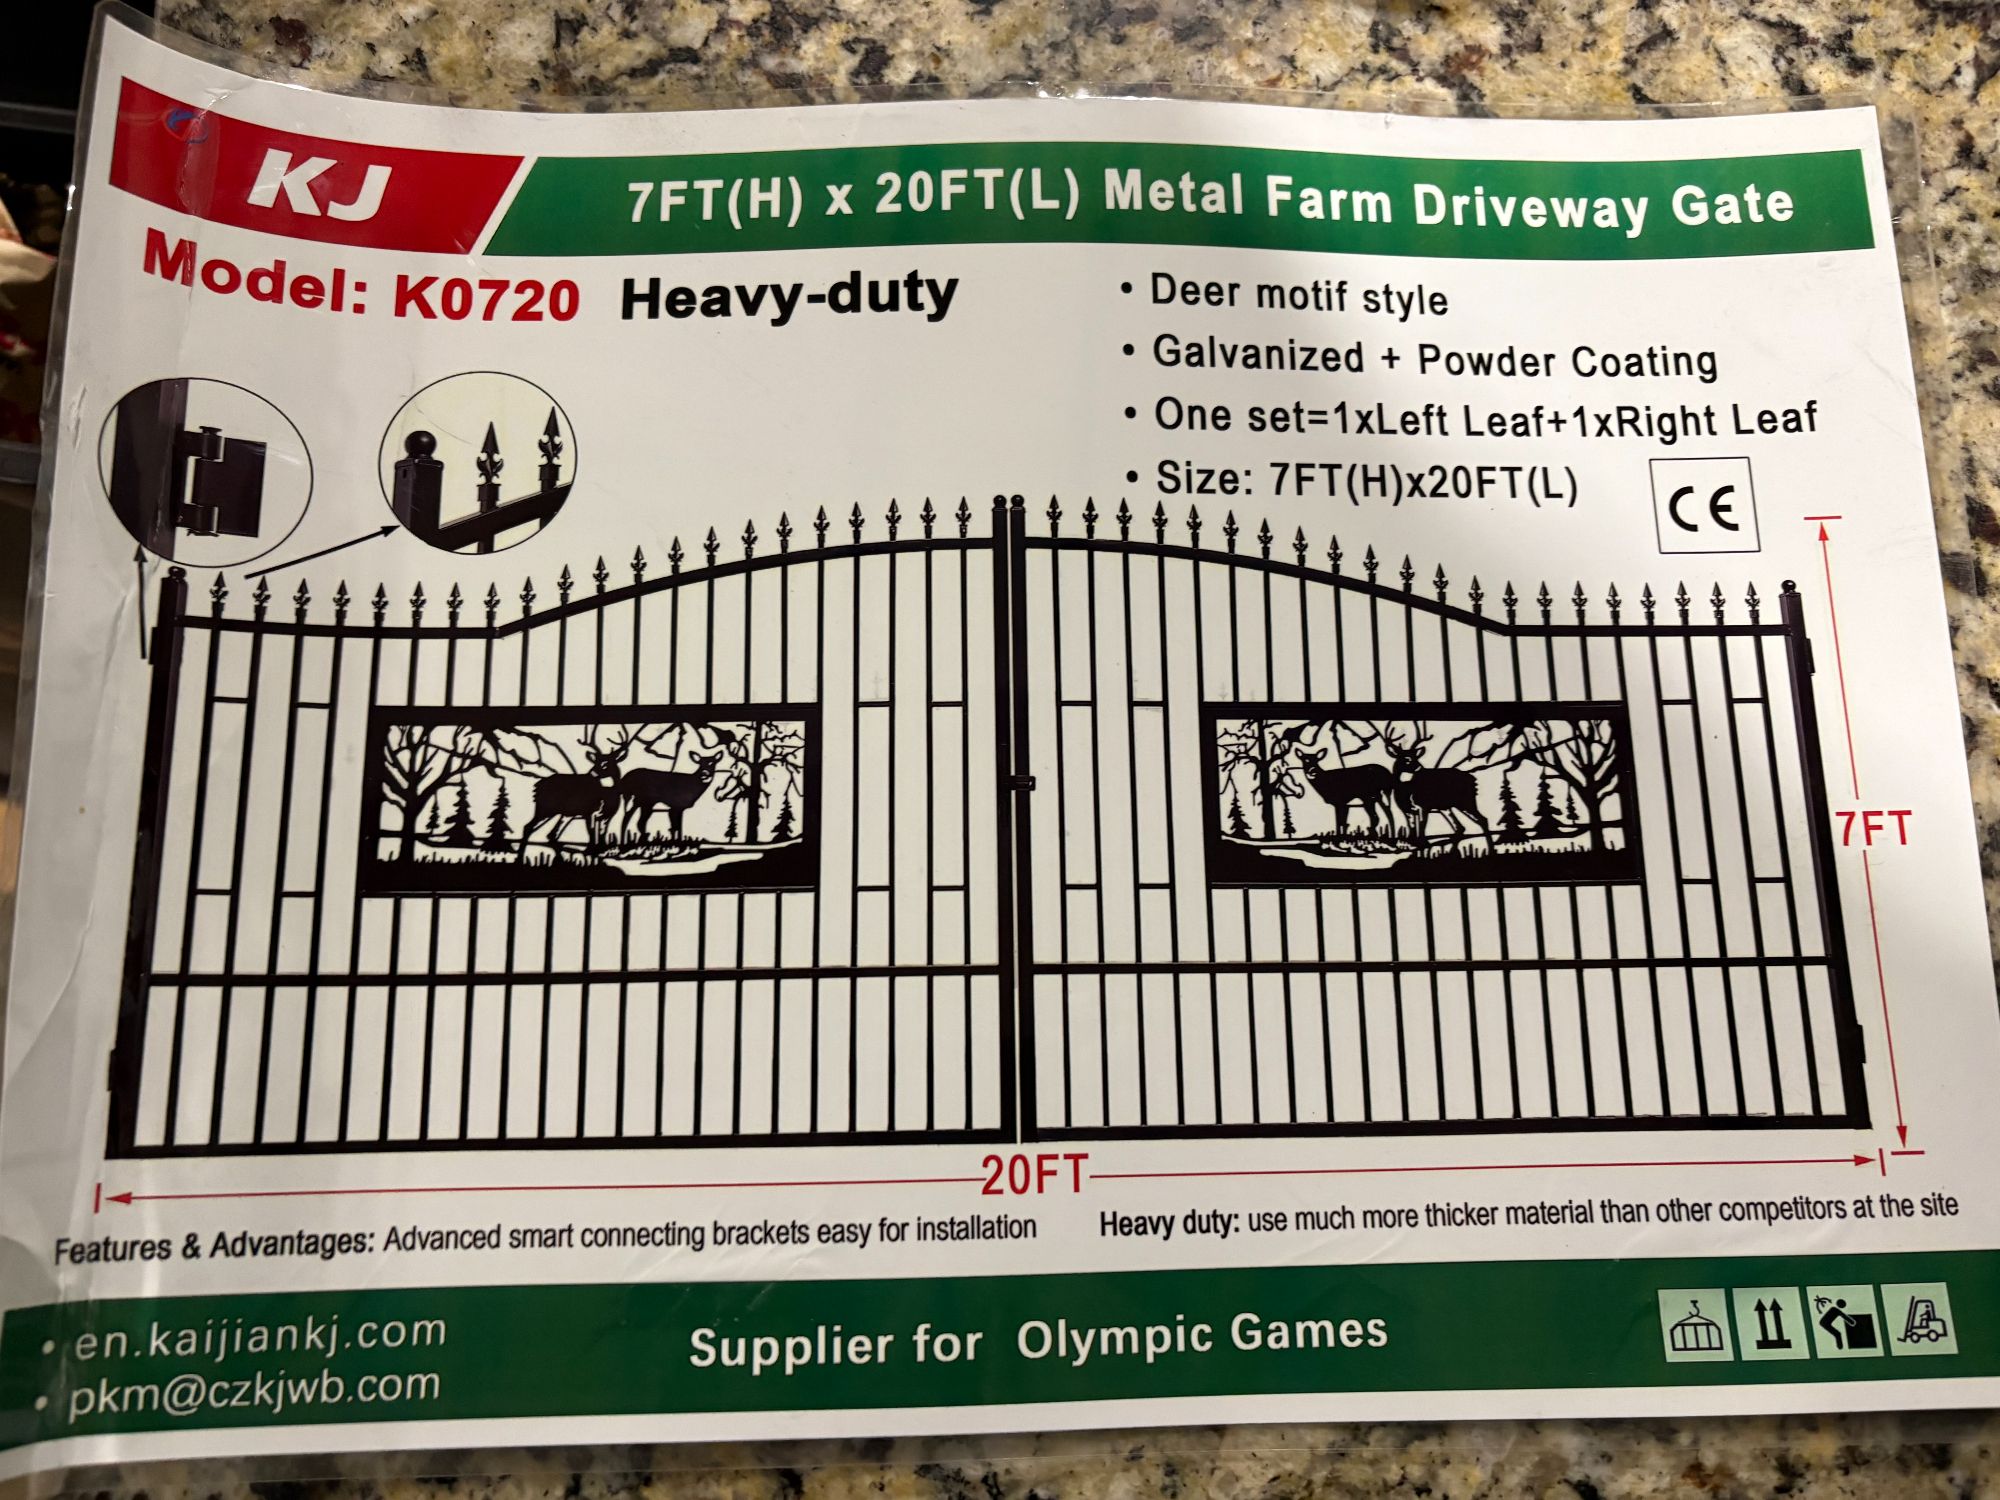 KJ
7FT(H) x 20FT(L) Metal Farm Driveway Gate
Model: K0720 Heavy-duty
• Deer motif style
• Galvanized + Powder Coating
• One set=1xLeft Leaf+1xRight Leaf
• Size: 7FT(H)x20FT(L)
CE
7FT
20FT
Features & Advantages: Advanced smart connecting brackets easy for installation
Heavy duty: use much more thicker material than other competitors at the site
• en.kaijiankj.com
• pkm@czkjwb.com
Supplier for Olympic Games